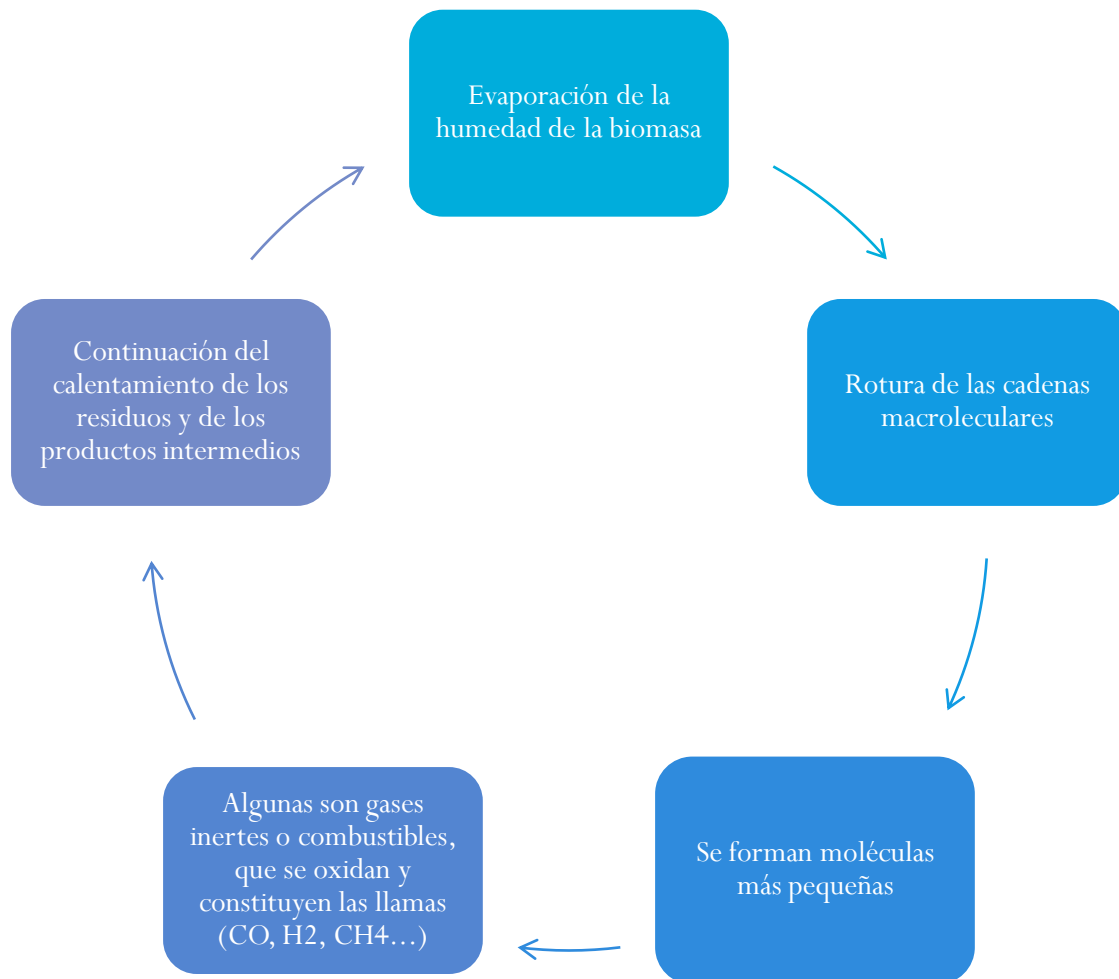 Evaporación de la
humedad de la biomasa
Rotura de las cadenas
macroleculares
Se forman moléculas
más pequeñas
Algunas son gases
inertes o combustibles,
que se oxidan y
constituyen las llamas
(CO, H2, CH4…)
Continuación del
calentamiento de los
residuos y de los
productos intermedios